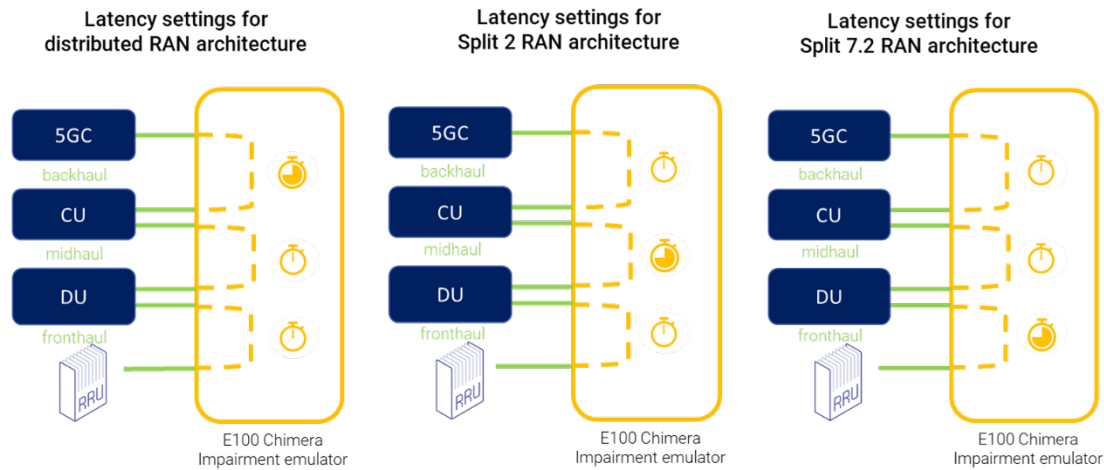 Latency settings for
distributed RAN architecture
5GC
backhaul
CU
midhaul
DU
fronthaul
RRU
E100 Chimera
Impairment emulator
Latency settings for
Split 2 RAN architecture
5GC
backhaul
CU
midhaul
DU
fronthaul
RRU
E100 Chimera
Impairment emulator
Latency settings for
Split 7.2 RAN architecture
5GC
backhaul
CU
midhaul
DU
fronthaul
RRU
E100 Chimera
Impairment emulator